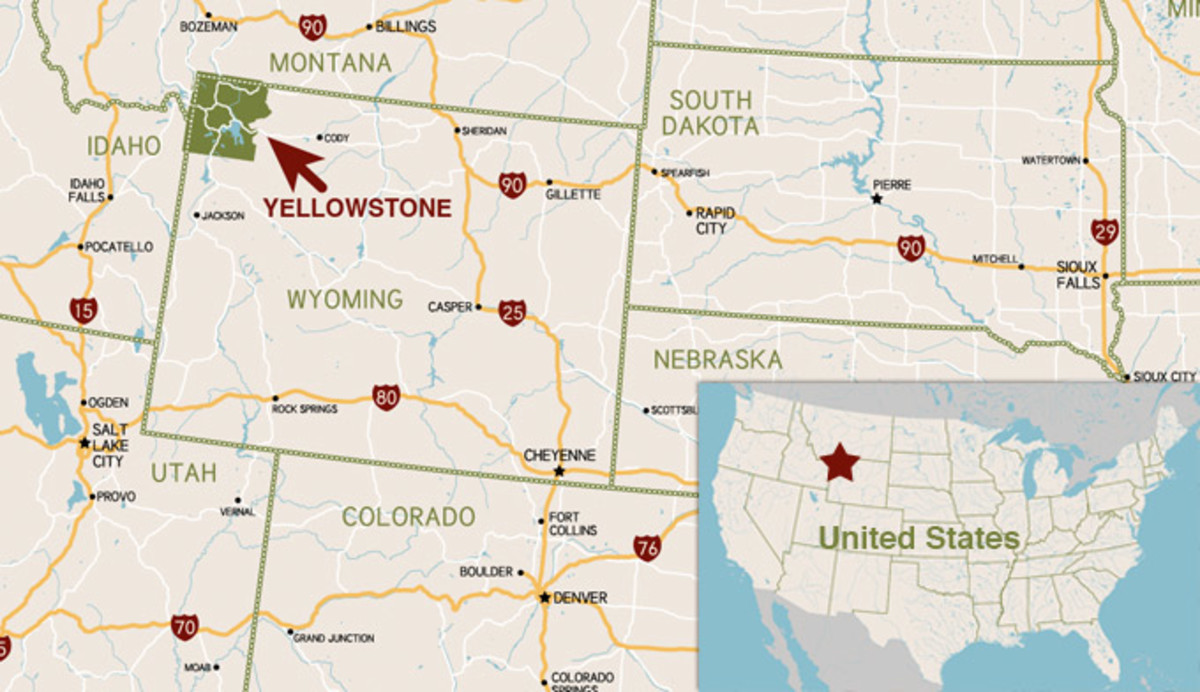 BOZEMAN
90
BILLINGS
MONTANA
SOUTH
DAKOTA
IDAHO
CODY
SHERIDAN
WATERTOWN
SPEARFISH
IDAHO
FALLS
90
GILLETTE
PIERRE
YELLOWSTONE
JACKSON
RAPID
CITY
POCATELLO
90
29
MITCHELL
SIOUX
FALLS
15
WYOMING
CASPER
25
NEBRASKA
SIOUX CITY
OGDEN
ROCK SPRINGS
80
SCOTTSBL
SALT
LAKE
CITY
CHEYENNE
UTAH
PROVO
VERNAL
COLORADO
FORT
COLLINS
76
United States
BOULDER
DENVER
70
GRAND JUNCTION
MOAB
COLORADO
SPRINGS